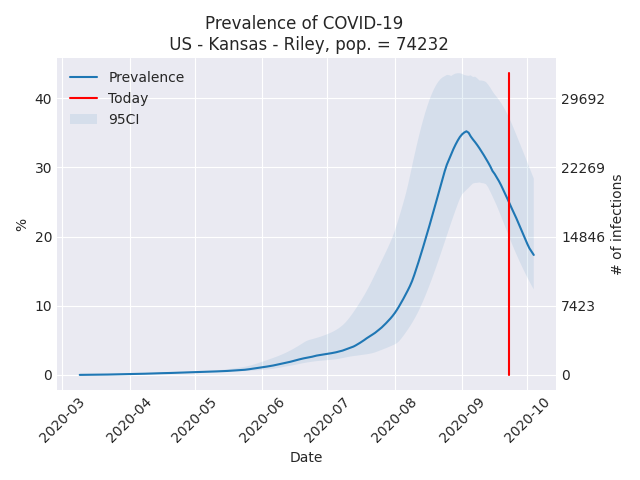 Prevalence of COVID-19
US - Kansas - Riley, pop. = 74232
Prevalence
Today
95CI
40
30
20
10
0
%
29692
22269
14846
7423
0
# of infections
2020-03
2020-04
2020-05
2020-06
2020-07
2020-08
2020-09
2020-10
Date